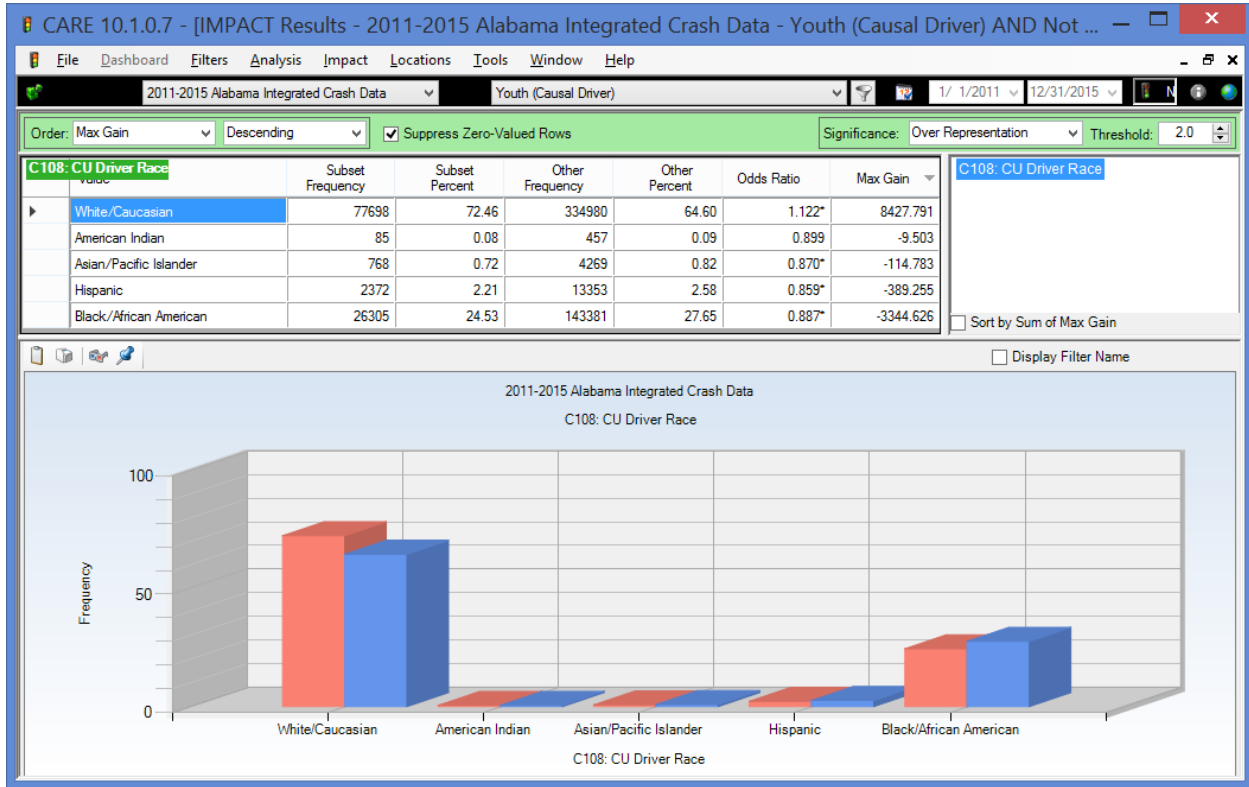 CARE 10.1.0.7 - [IMPACT Results - 2011-2015 Alabama Integrated Crash Data - Youth (Causal Driver) AND Not ...
File Dashboard Filters Analysis Impact Locations Tools Window Help
2011-2015 Alabama Integrated Crash Data Youth (Causal Driver) 1/ 1/2011 12/31/2015 N
Order: Max Gain Descending Suppress Zero-Valued Rows Significance: Over Representation Threshold: 2.0
C108: CU Driver Race Subset Frequency Subset Percent Other Frequency Other Percent Odds Ratio Max Gain C108: CU Driver Race
White/Caucasian 77698 72.46 334980 64.60 1.122* 8427.791
American Indian 85 0.08 457 0.09 0.899 -9.503
Asian/Pacific Islander 768 0.72 4269 0.82 0.870* -114.783
Hispanic 2372 2.21 13353 2.58 0.859* -389.255
Black/African American 26305 24.53 143381 27.65 0.887* -3344.626
Sort by Sum of Max Gain
Display Filter Name
2011-2015 Alabama Integrated Crash Data
C108: CU Driver Race
100
Frequency
50
0
White/Caucasian American Indian Asian/Pacific Islander Hispanic Black/African American
C108: CU Driver Race